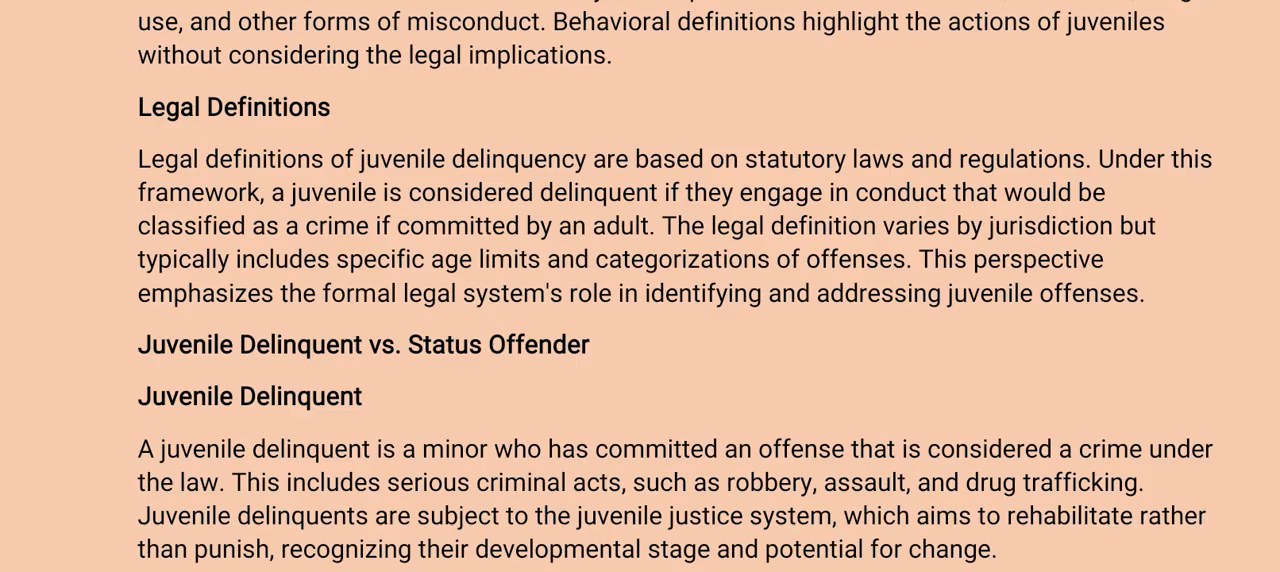 use, and other forms of misconduct. Behavioral definitions highlight the actions of juveniles
without considering the legal implications.
Legal Definitions
Legal definitions of juvenile delinquency are based on statutory laws and regulations. Under this
framework, a juvenile is considered delinquent if they engage in conduct that would be
classified as a crime if committed by an adult. The legal definition varies by jurisdiction but
typically includes specific age limits and categorizations of offenses. This perspective
emphasizes the formal legal system's role in identifying and addressing juvenile offenses.
Juvenile Delinquent vs. Status Offender
Juvenile Delinquent
A juvenile delinquent is a minor who has committed an offense that is considered a crime under
the law. This includes serious criminal acts, such as robbery, assault, and drug trafficking.
Juvenile delinquents are subject to the juvenile justice system, which aims to rehabilitate rather
than punish, recognizing their developmental stage and potential for change.